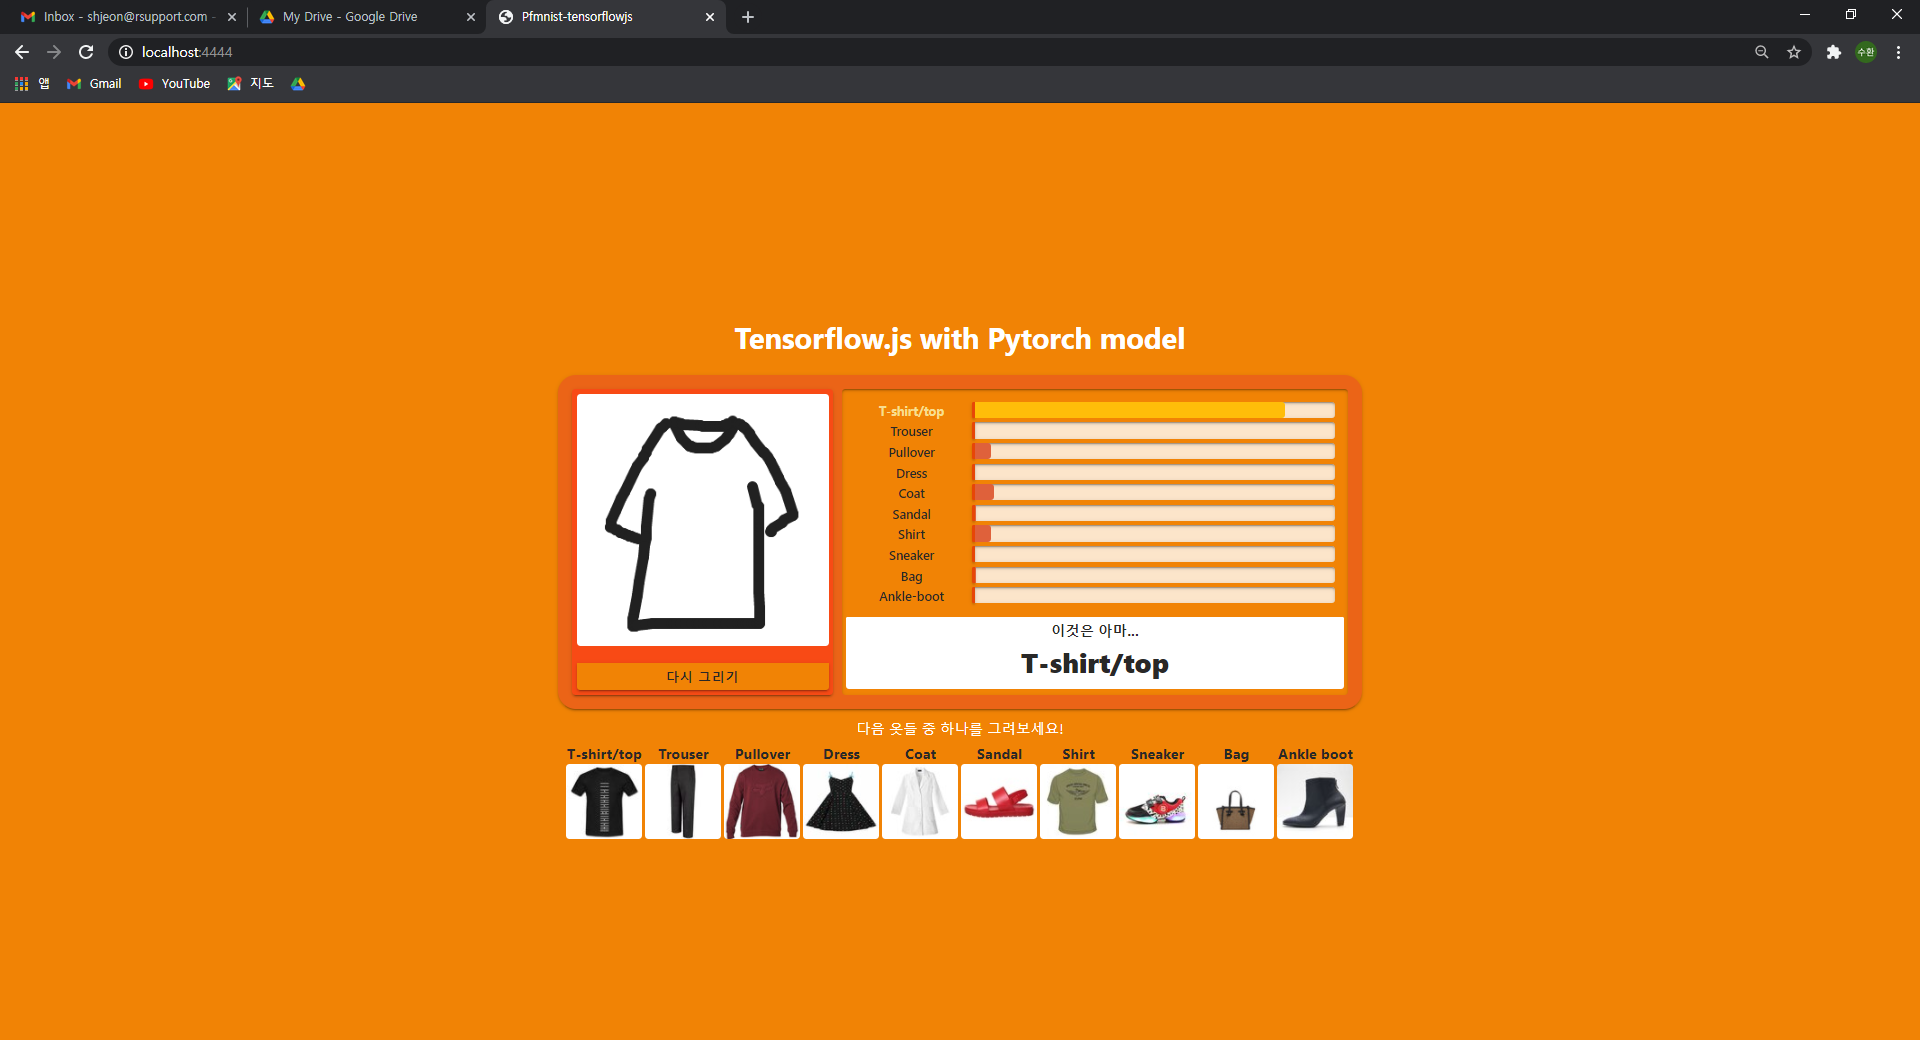 Inbox - shjeon@rsupport.com -
My Drive - Google Drive
Pfmnist-tensorflowjs
localhost:4444
수환
앱
Gmail
YouTube
지도
Tensorflow.js with Pytorch model
T-shirt/top
Trouser
Pullover
Dress
Coat
Sandal
Shirt
Sneaker
Bag
Ankle-boot
이것은 아마...
T-shirt/top
다시 그리기
다음 옷들 중 하나를 그려보세요!
T-shirt/top Trouser Pullover Dress Coat Sandal Shirt Sneaker Bag Ankle boot